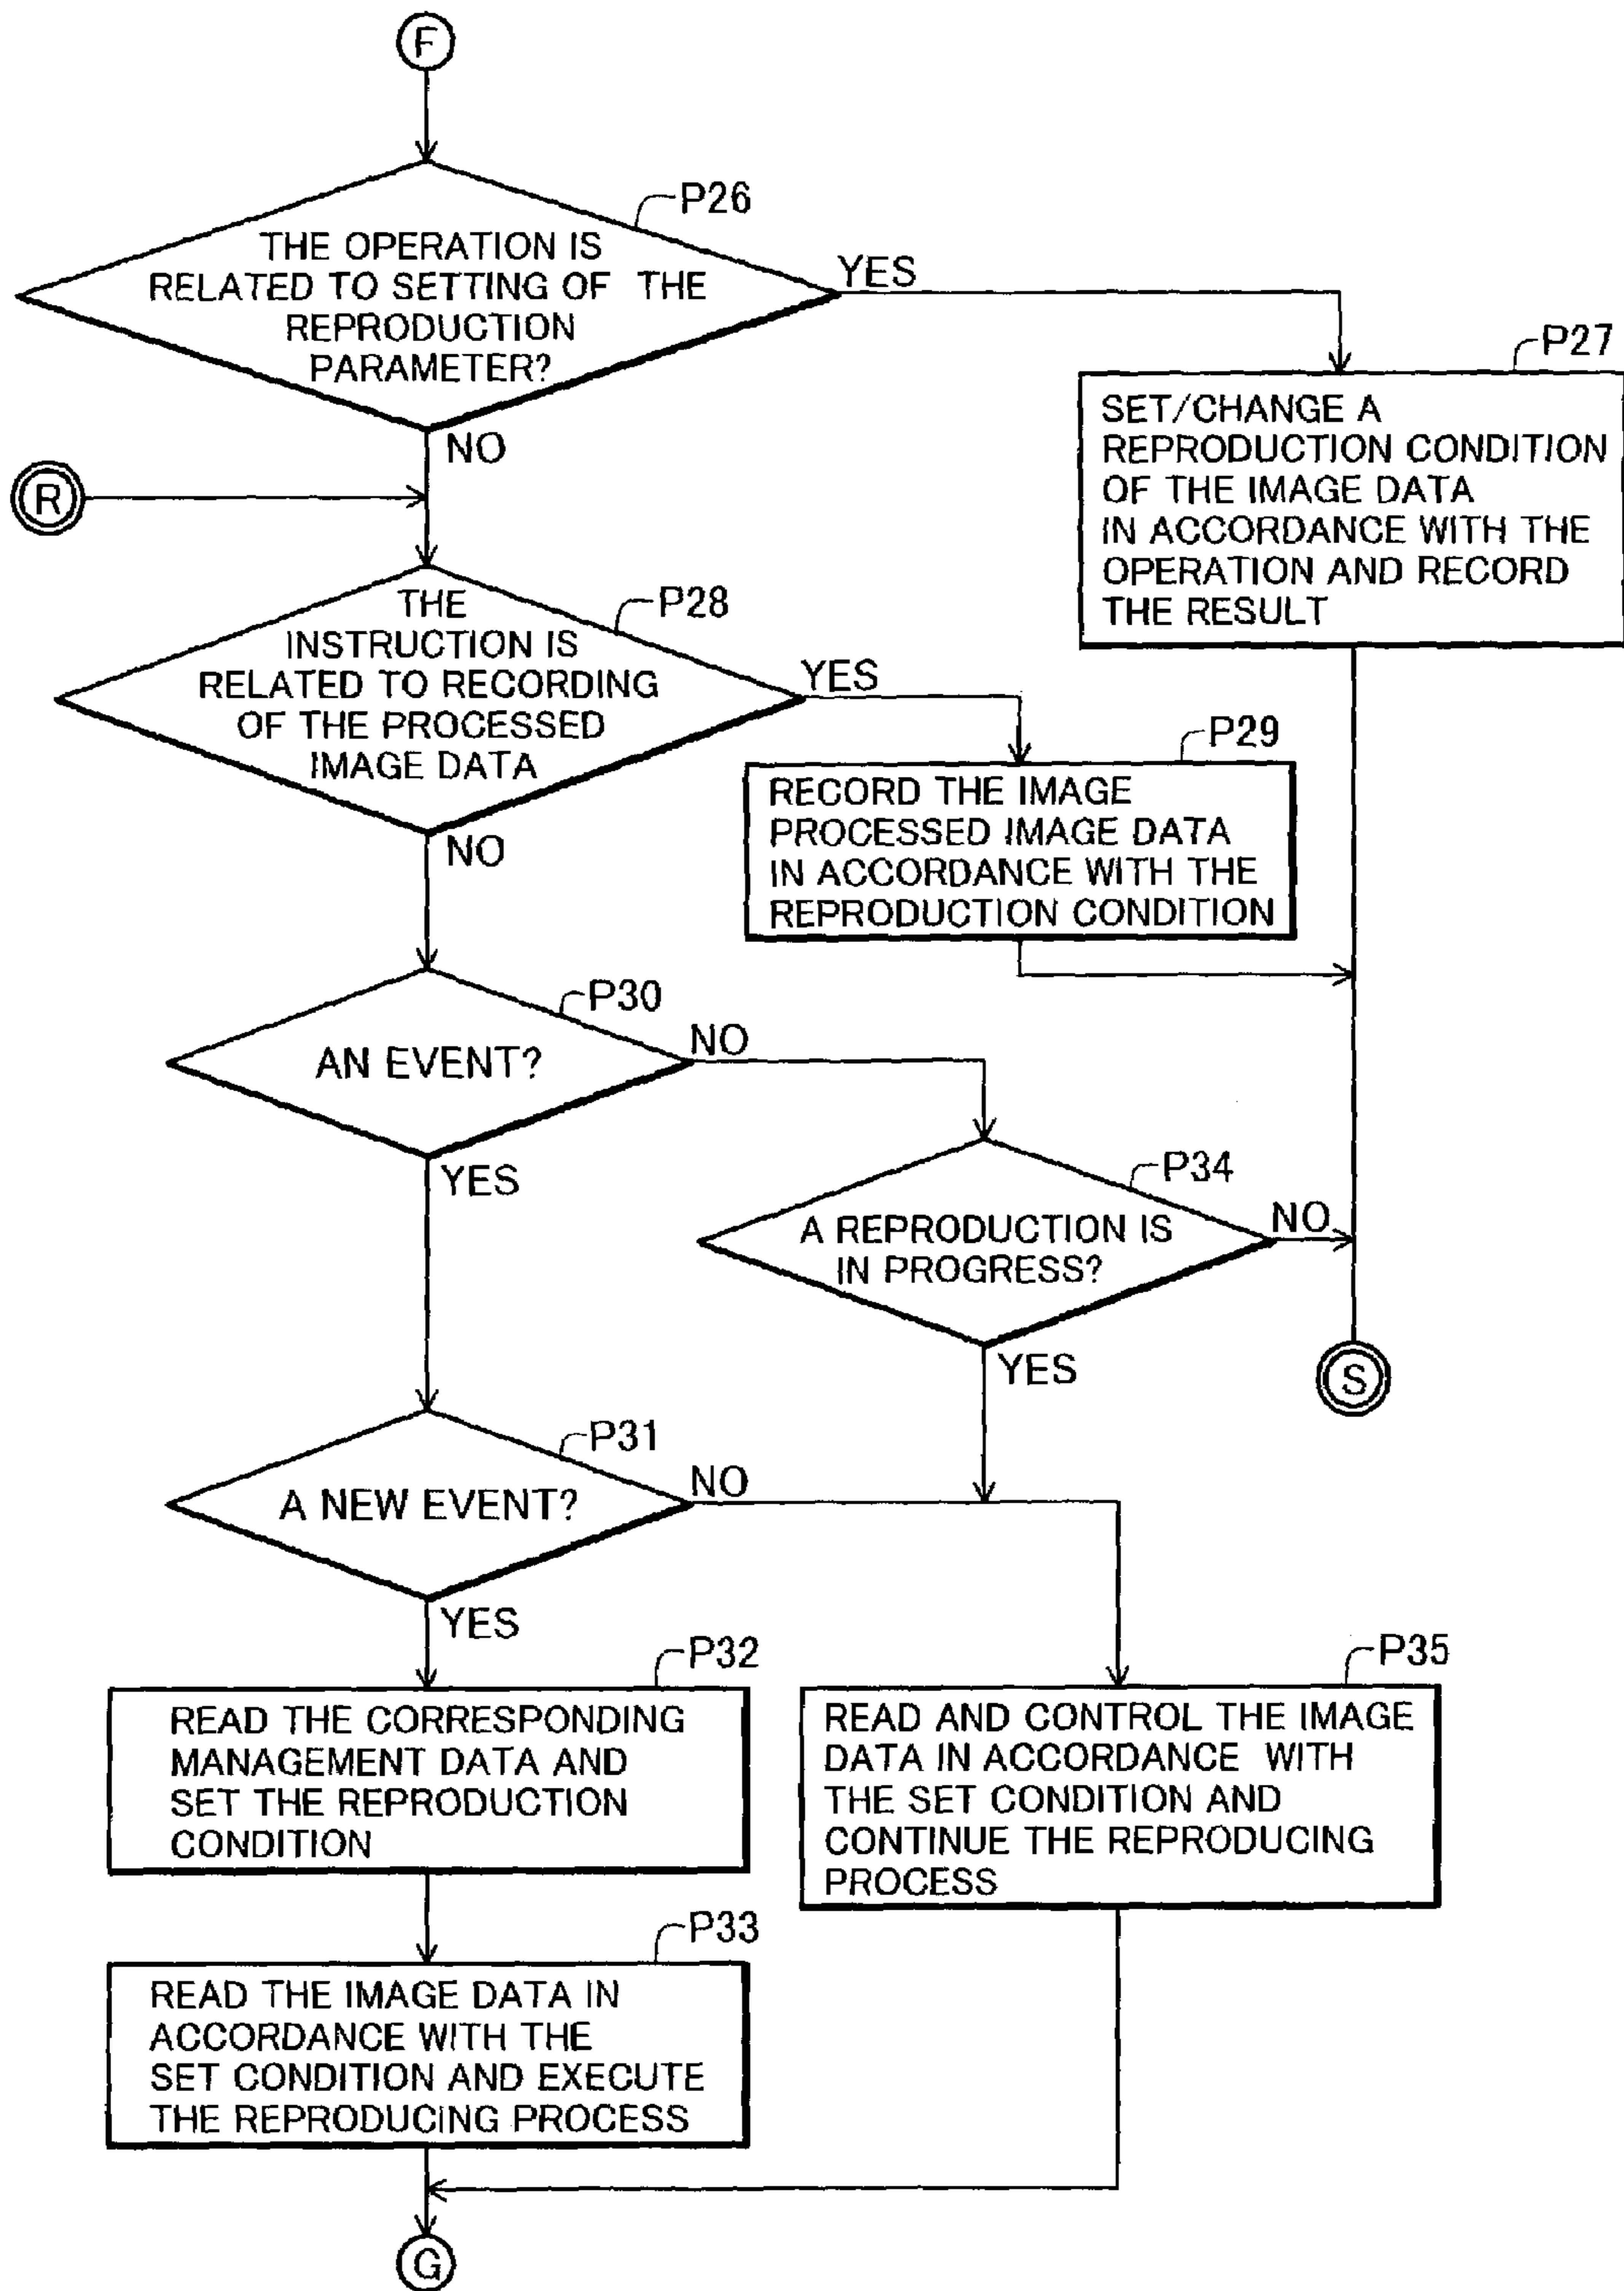 F
P26
THE OPERATION IS
RELATED TO SETTING OF THE
REPRODUCTION
PARAMETER?
YES
NO
P27
SET/CHANGE A
REPRODUCTION CONDITION
OF THE IMAGE DATA
IN ACCORDANCE WITH THE
OPERATION AND RECORD
THE RESULT
R
P28
THE
INSTRUCTION IS
RELATED TO RECORDING
OF THE PROCESSED
IMAGE DATA
YES
NO
P29
RECORD THE IMAGE
PROCESSED IMAGE DATA
IN ACCORDANCE WITH THE
REPRODUCTION CONDITION
P30
AN EVENT?
NO
YES
P34
A REPRODUCTION IS
IN PROGRESS?
NO
YES
S
P31
A NEW EVENT?
NO
YES
P32
READ THE CORRESPONDING
MANAGEMENT DATA AND
SET THE REPRODUCTION
CONDITION
P35
READ AND CONTROL THE IMAGE
DATA IN ACCORDANCE WITH
THE SET CONDITION AND
CONTINUE THE REPRODUCING
PROCESS
P33
READ THE IMAGE DATA IN
ACCORDANCE WITH THE
SET CONDITION AND EXECUTE
THE REPRODUCING PROCESS
G